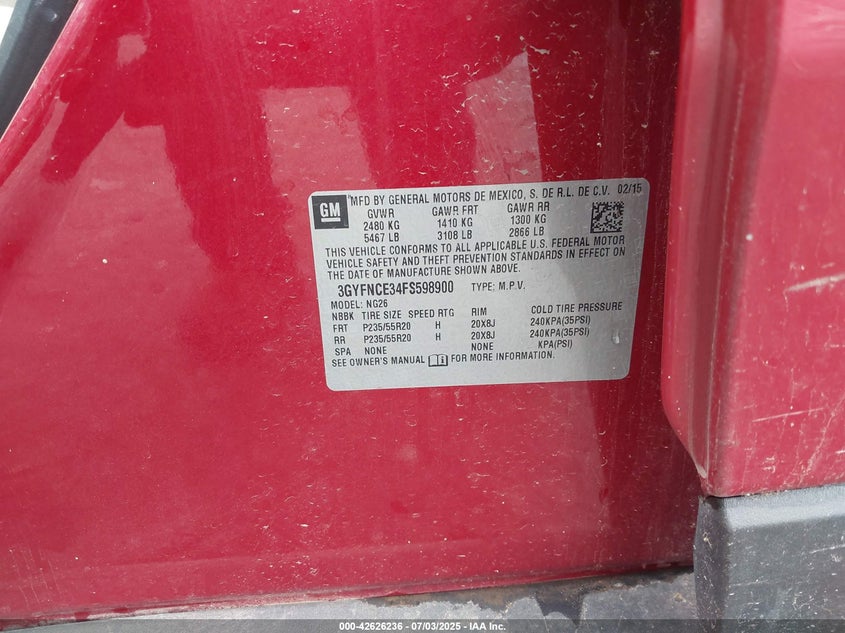 GM
MFD BY GENERAL MOTORS DE MEXICO, S. DE R.L. DE C.V. 02/15
GVWR GAWR FRT GAWR RR
2480 KG 1410 KG 1300 KG
5467 LB 3108 LB 2866 LB
THIS VEHICLE CONFORMS TO ALL APPLICABLE U.S. FEDERAL MOTOR
VEHICLE SAFETY AND THEFT PREVENTION STANDARDS IN EFFECT ON
THE DATE OF MANUFACTURE SHOWN ABOVE.
3GYFNCE34FS598900 TYPE: M.P.V.
MODEL: NG26
NBBK TIRE SIZE SPEED RTG RIM COLD TIRE PRESSURE
FRT P235/55R20 H 20X8J 240KPA(35PSI)
RR P235/55R20 H 20X8J 240KPA(35PSI)
SPA NONE NONE KPA(PSI)
SEE OWNER'S MANUAL FOR MORE INFORMATION.
000-42626236 - 07/03/2025 - IAA Inc.